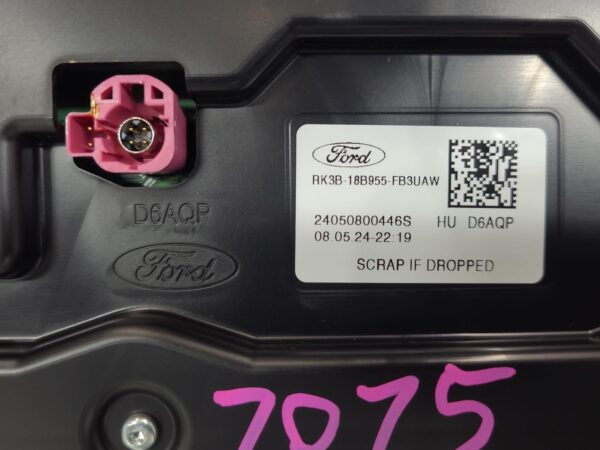 D6AQP
Ford
Ford
RK3B-18B955-FB3UAW
24050800446S HU D6AQP
08.05.24-22:19
SCRAP IF DROPPED
7075